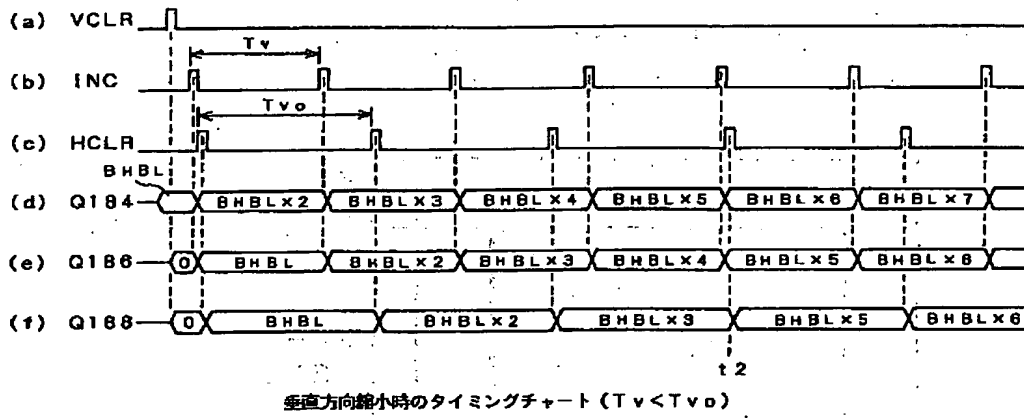 (a) VCLR
Tv
(b) INC
Tvo
(c) HCLR
BHBL
(d) Q184 BHBL×2 BHBL×3 BHBL×4 BHBL×5 BHBL×6 BHBL×7
(e) Q186 0 BHBL BHBL×2 BHBL×3 BHBL×4 BHBL×5 BHBL×6
(f) Q188 0 BHBL BHBL×2 BHBL×3 BHBL×5 BHBL×6
t2
垂直方向縮小時のタイミングチャート(Tv<Tvo)